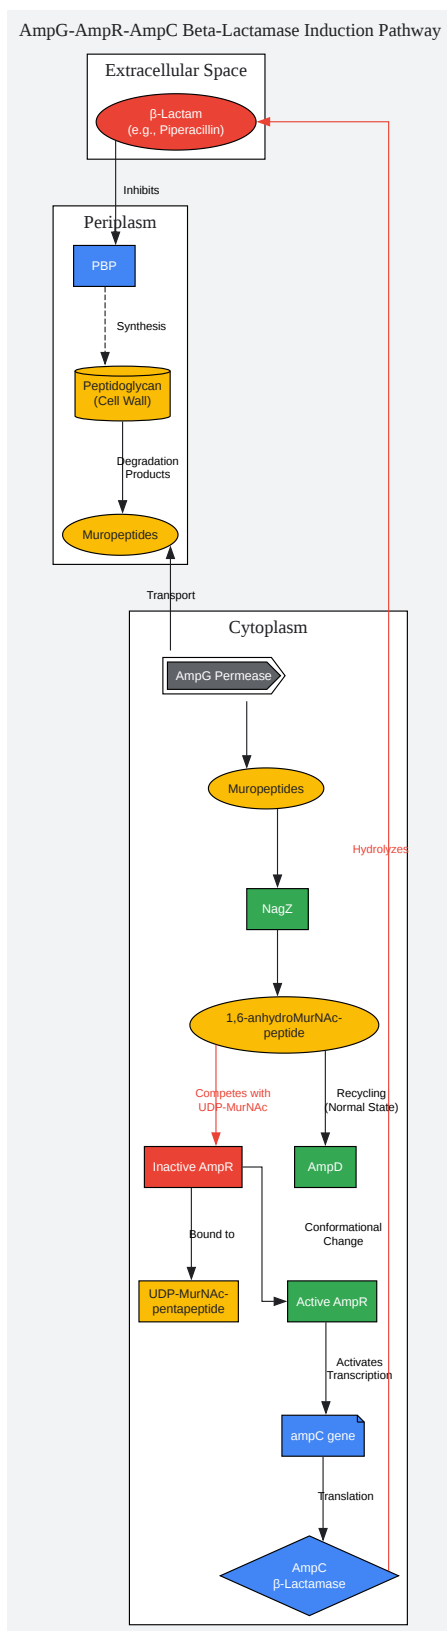 AmpG-AmpR-AmpC Beta-Lactamase Induction Pathway
Extracellular Space
β-Lactam
(e.g., Piperacillin)
Inhibits
Periplasm
PBP
Synthesis
Peptidoglycan
(Cell Wall)
Degradation
Products
Muropeptides
Transport
Cytoplasm
AmpG Permease
Muropeptides
Hydrolyzes
NagZ
1,6-anhydroMurNAc-
peptide
Competes with
UDP-MurNAc
Recycling
(Normal State)
Inactive AmpR
AmpD
Bound to
Conformational
Change
UDP-MurNAc-
pentapeptide
Active AmpR
Activates
Transcription
ampC gene
Translation
AmpC
β-Lactamase